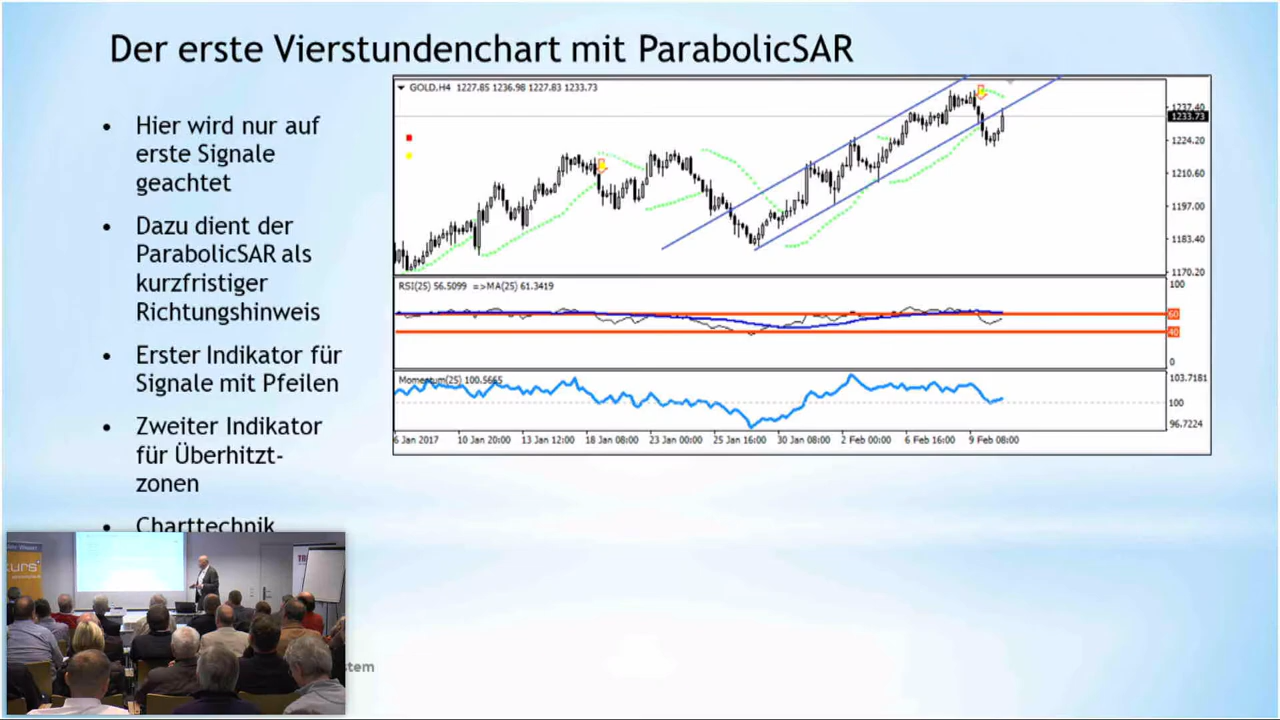 Der erste Vierstundenchart mit ParabolicSAR
• Hier wird nur auf
erste Signale
geachtet
• Dazu dient der
ParabolicSAR als
kurzfristiger
Richtungshinweis
• Erster Indikator für
Signale mit Pfeilen
• Zweiter Indikator
für Überhitzt-
zonen
• Charttechnik
GOLD,H4 1227.85 1236.98 1227.83 1233.73
1237.40
1233.73
1224.20
1210.60
1197.00
1183.40
1170.20
RSI(25) 56.5099 =>MA(25) 61.3419
100
60
40
0
Momentum(25) 100.5665
103.7181
100
96.7224
6 Jan 2017 10 Jan 20:00 13 Jan 12:00 18 Jan 08:00 23 Jan 00:00 25 Jan 16:00 30 Jan 08:00 2 Feb 00:00 6 Feb 16:00 9 Feb 08:00
kurs
stem